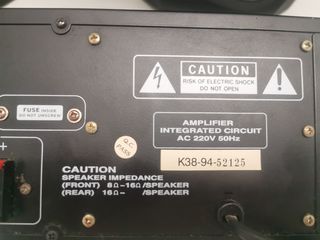 CAUTION
RISK OF ELECTRIC SHOCK
DO NOT OPEN
FUSE INSIDE
DO NOT UNSCREW
AMPLIFIER
INTEGRATED CIRCUIT
AC 220V 50Hz
Q.C
PASS
K38-94-52125
+
CAUTION
SPEAKER IMPEDANCE
(FRONT) 8Ω-16Ω/SPEAKER
(REAR) 16Ω-/SPEAKER